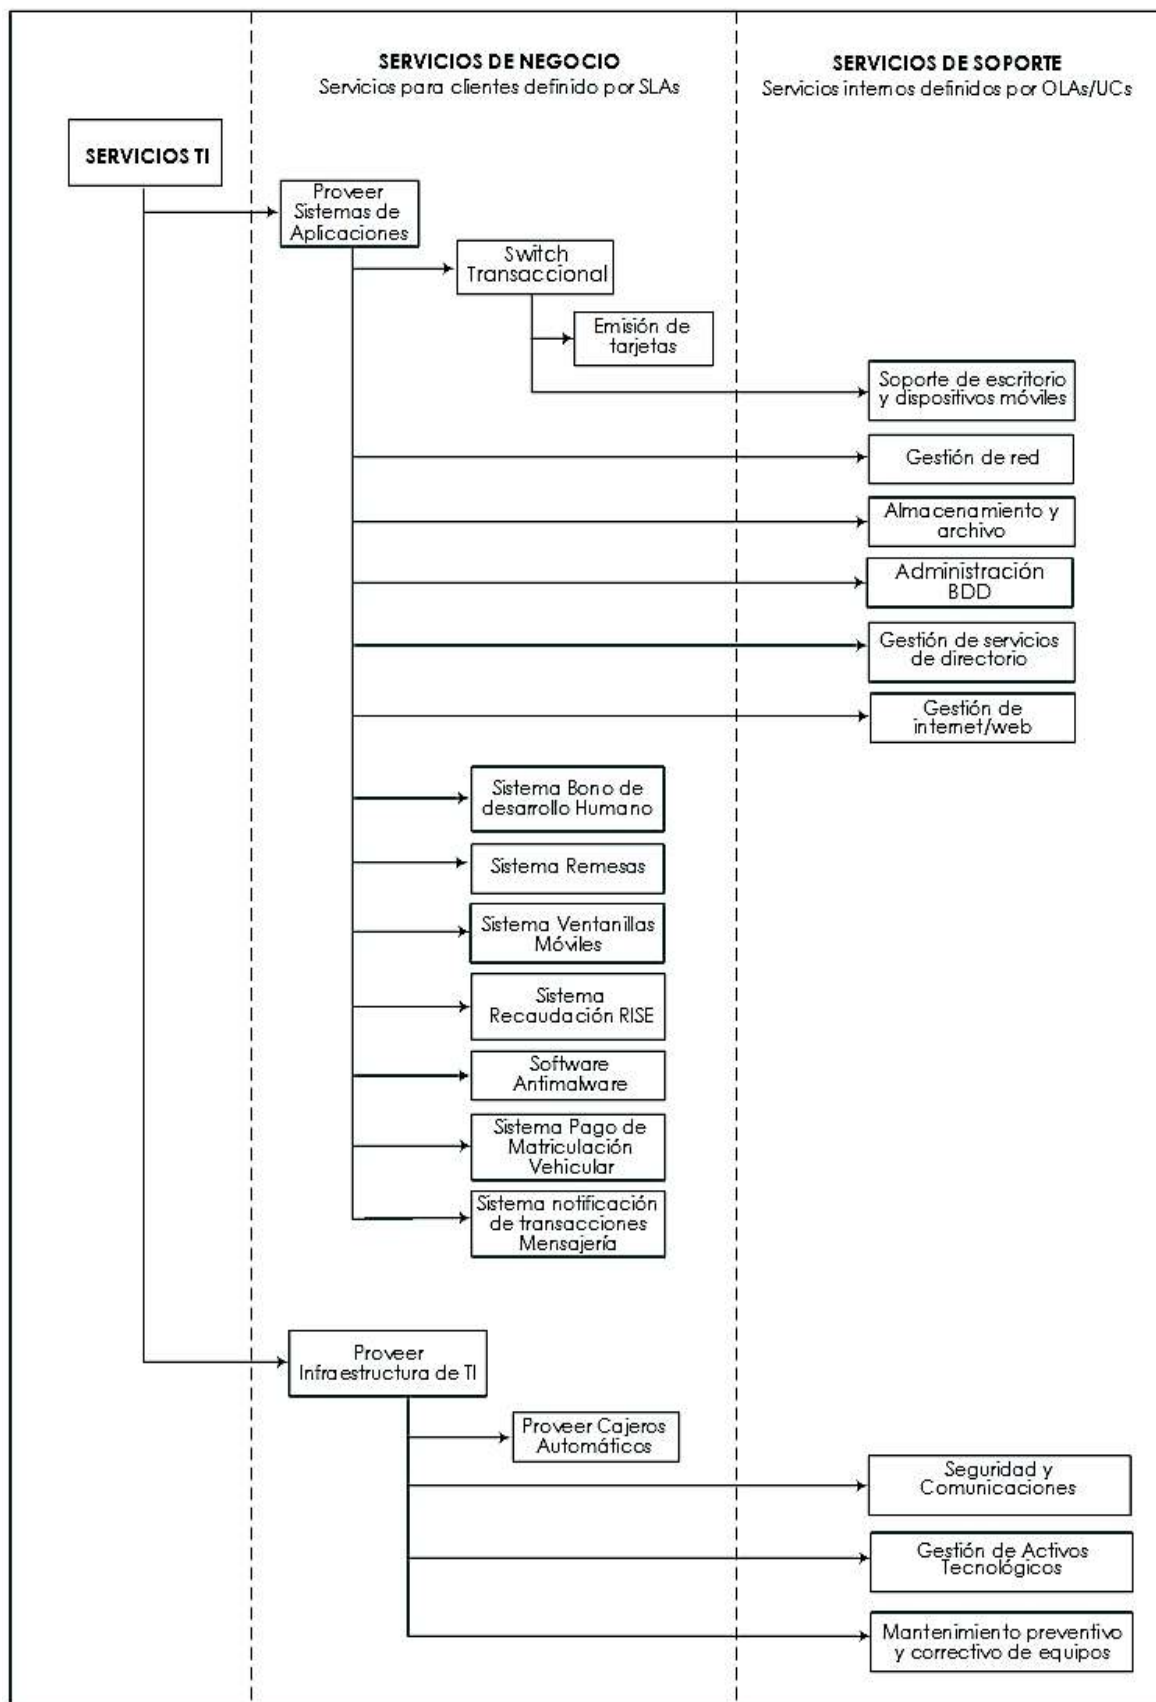 SERVICIOS DE NEGOCIO
Servicios para clientes definido por SLAs
SERVICIOS DE SOPORTE
Servicios internos definidos por OLAs/UCs
SERVICIOS TI
Proveer
Sistemas de
Aplicaciones
Switch
Transaccional
Emisión de
tarjetas
Soporte de escritorio
y dispositivos móviles
Gestión de red
Almacenamiento y
archivo
Administración
BDD
Gestión de servicios
de directorio
Gestión de
internet/web
Sistema Bono de
desarrollo Humano
Sistema Remesas
Sistema Ventanillas
Móviles
Sistema
Recaudación RISE
Software
Antimalware
Sistema Pago de
Matriculación
Vehicular
Sistema notificación
de transacciones
Mensajería
Proveer
Infraestructura de TI
Proveer Cajeros
Automáticos
Seguridad y
Comunicaciones
Gestión de Activos
Tecnológicos
Mantenimiento preventivo
y correctivo de equipos